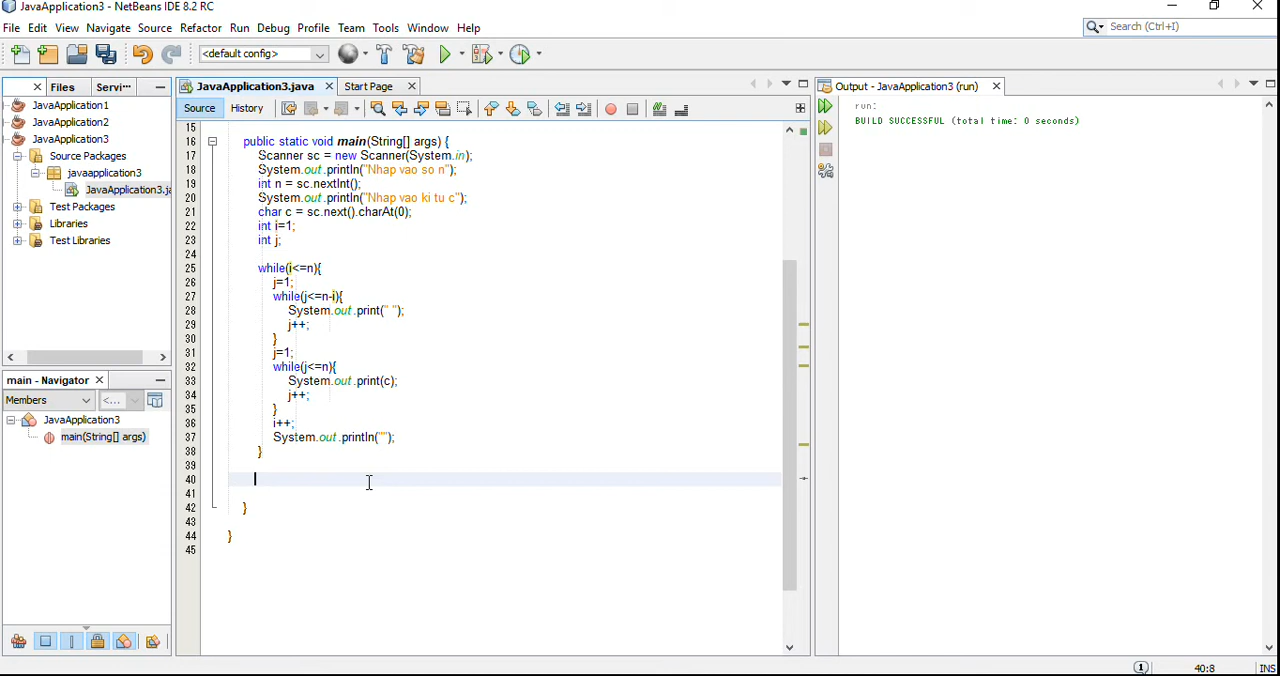 JavaApplication3 - NetBeans IDE 8.2 RC
File Edit View Navigate Source Refactor Run Debug Profile Team Tools Window Help
Search (Ctrl+I)
<default config>
Files Servi···
JavaApplication3.java Start Page
Output - JavaApplication3 (run)
Source History
JavaApplication1
JavaApplication2
JavaApplication3
Source Packages
javaapplication3
JavaApplication3.ja
Test Packages
Libraries
Test Libraries
main - Navigator
Members <...
JavaApplication3
main(String[] args)
15
16 public static void main(String[] args) {
17 Scanner sc = new Scanner(System.in);
18 System.out.println("Nhap vao so n");
19 int n = sc.nextInt();
20 System.out.println("Nhap vao ki tu c");
21 char c = sc.next().charAt(0);
22 int i=1;
23 int j;
24
25 while(i<=n){
26 j=1;
27 while(j<=n-i){
28 System.out.print(" ");
29 j++;
30 }
31 j=1;
32 while(j<=n){
33 System.out.print(c);
34 j++;
35 }
36 i++;
37 System.out.println("");
38 }
39
40
41
42 }
43
44 }
45
run:
BUILD SUCCESSFUL (total time: 0 seconds)
1 40:8 INS